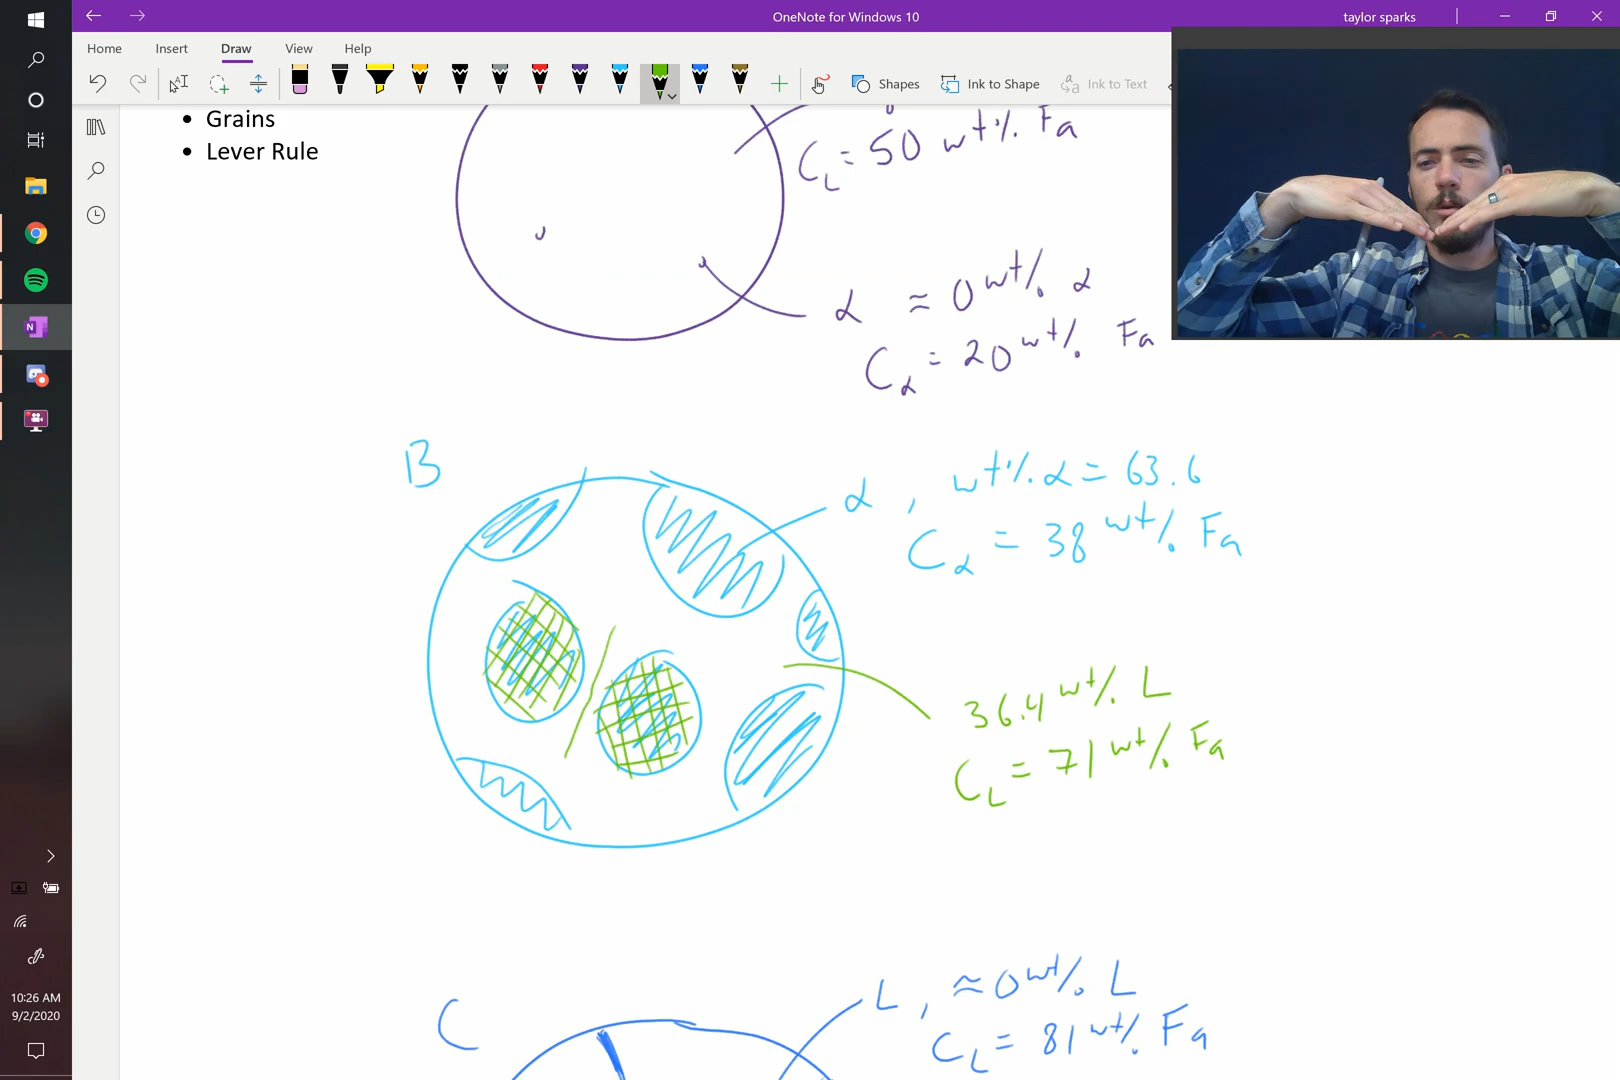 OneNote for Windows 10
taylor sparks
Home Insert Draw View Help
Shapes
Ink to Shape
Ink to Text
• Grains
• Lever Rule
C_L = 50 wt% Fa
α ≈ 0 wt% α
C_α = 20 wt% Fa
B
α, wt% α = 63.6
C_α = 38 wt% Fa
36.4 wt% L
C_L = 71 wt% Fa
C
L, ≈ 0 wt% L
C_L = 81 wt% Fa
10:26 AM
9/2/2020